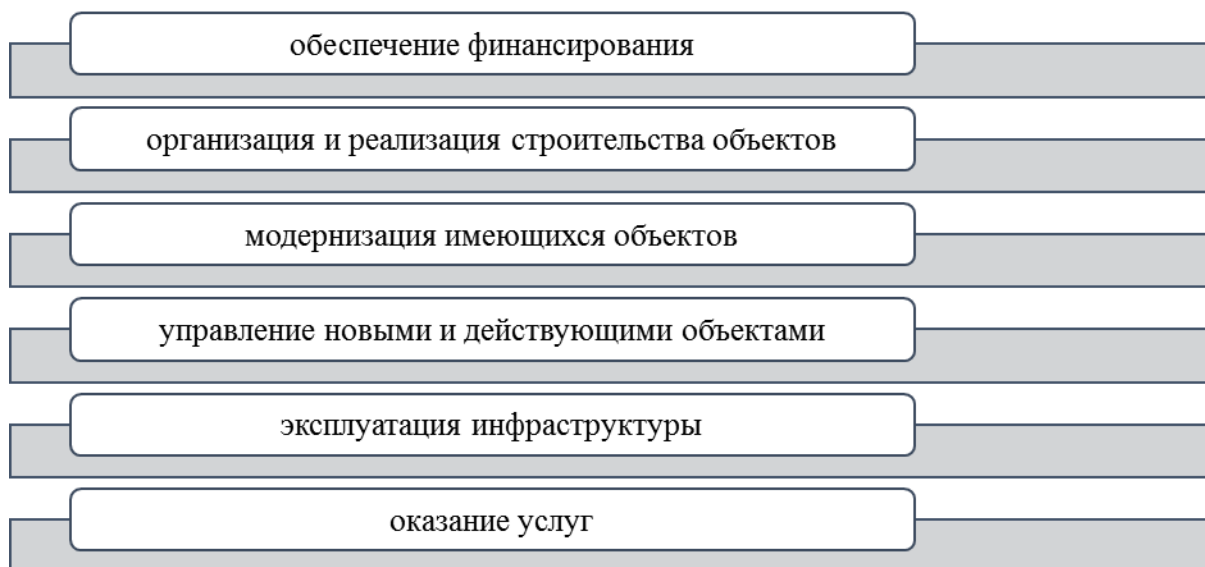 обеспечение финансирования
организация и реализация строительства объектов
модернизация имеющихся объектов
управление новыми и действующими объектами
эксплуатация инфраструктуры
оказание услуг